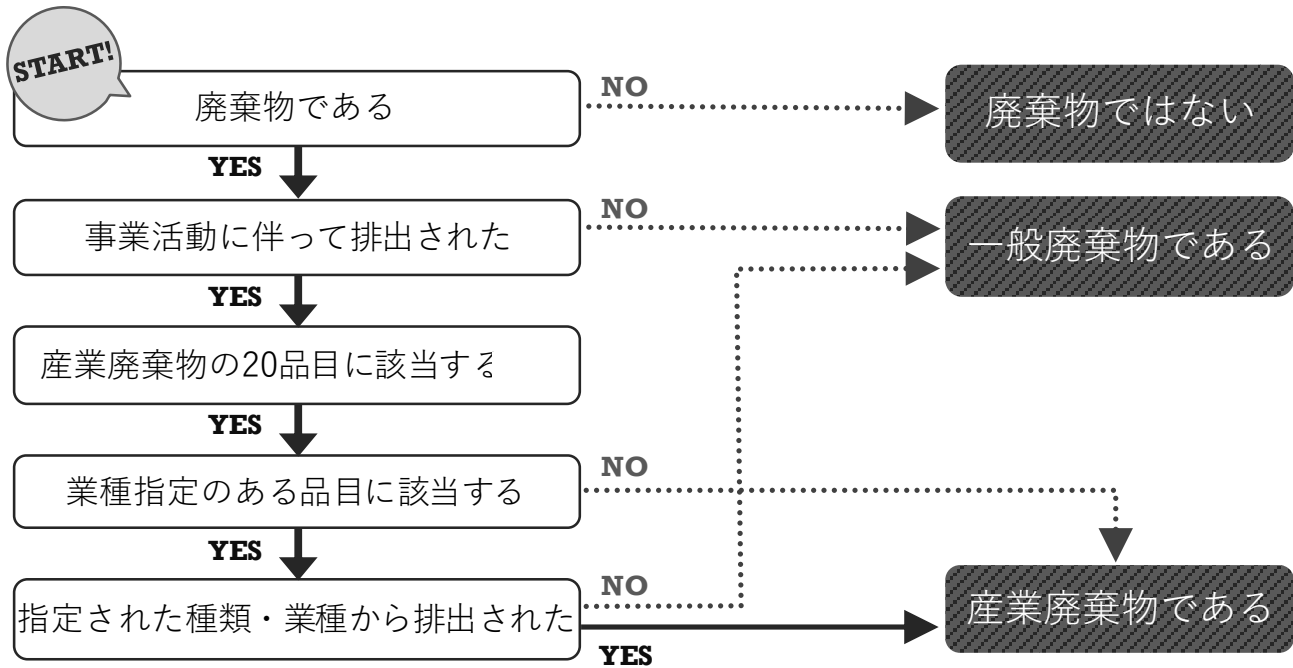 START!
廃棄物である
NO
廃棄物ではない
YES
事業活動に伴って排出された
NO
一般廃棄物である
YES
産業廃棄物の20品目に該当する
YES
業種指定のある品目に該当する
NO
YES
指定された種類・業種から排出された
NO
産業廃棄物である
YES